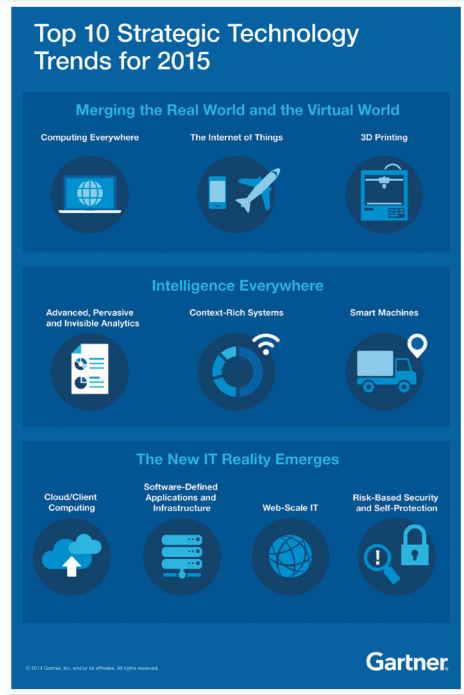 Top 10 Strategic Technology
Trends for 2015
Merging the Real World and the Virtual World
Computing Everywhere
The Internet of Things
3D Printing
Intelligence Everywhere
Advanced, Pervasive
and Invisible Analytics
Context-Rich Systems
Smart Machines
The New IT Reality Emerges
Cloud/Client
Computing
Software-Defined
Applications and
Infrastructure
Web-Scale IT
Risk-Based Security
and Self-Protection
© 2014 Gartner, Inc. and/or its affiliates. All rights reserved.
Gartner.